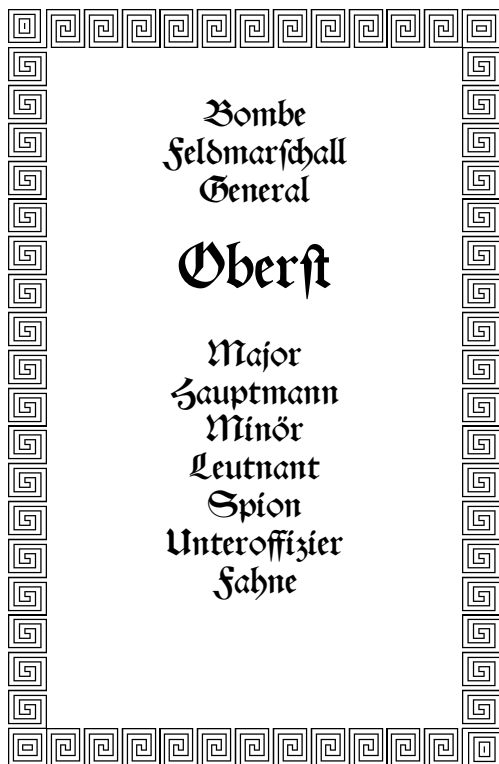 Bombe
Feldmarſchall
General
Oberſt
Major
Hauptmann
Minör
Leutnant
Spion
Unteroffizier
Fahne